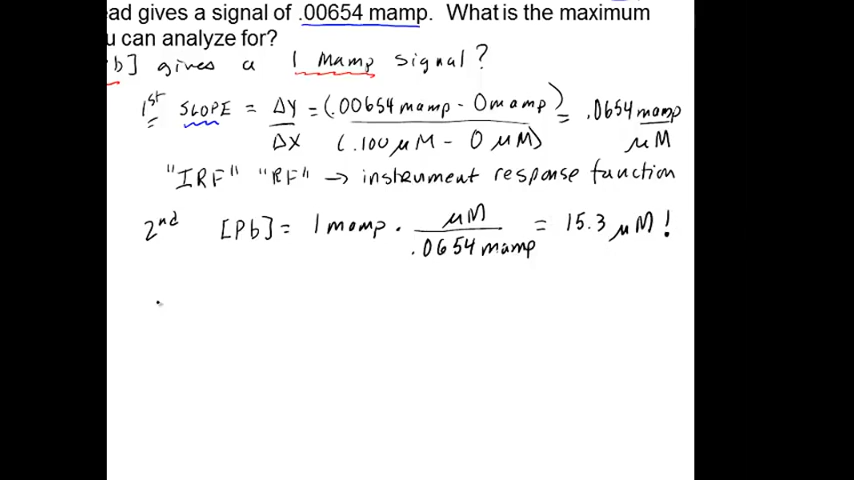 ad gives a signal of .00654 mamp. What is the maximum
u can analyze for?
b] gives a 1 mamp signal?
1st SLOPE = ΔY/ΔX = (.00654 mamp - 0 mamp)/(.100 μM - 0 μM) = .0654 mamp/μM
"IRF" "RF" → instrument response function
2nd [Pb] = 1 mamp · μM/.0654 mamp = 15.3 μM!